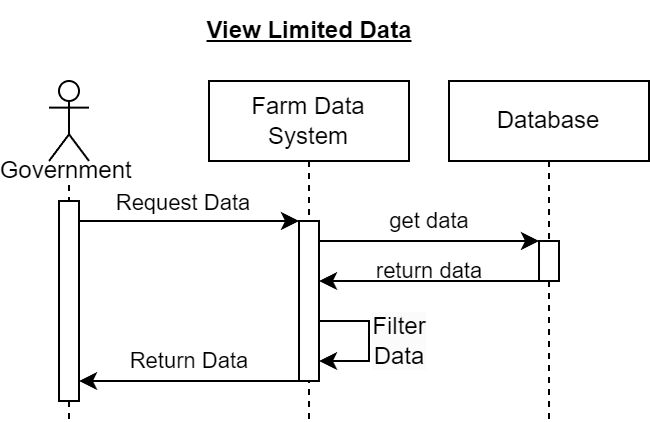 View Limited Data
Farm Data
System
Database
Government
Request Data
get data
return data
Filter
Data
Return Data